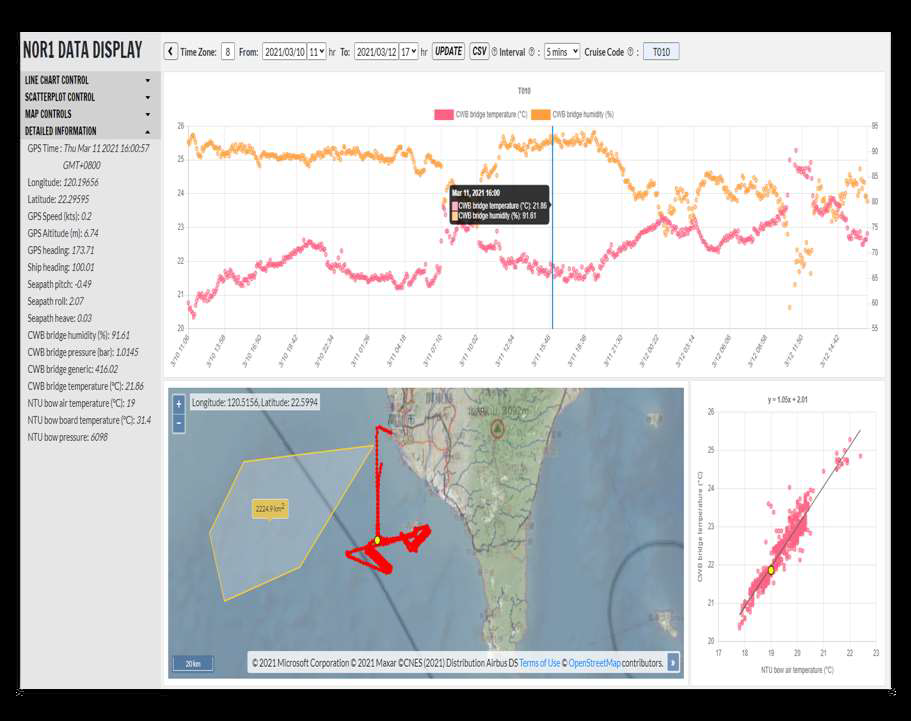 NOR1 DATA DISPLAY
Time Zone: 8 From: 2021/03/10 11 hr To: 2021/03/12 17 hr UPDATE CSV Interval : 5 mins Cruise Code : T010
LINE CHART CONTROL
SCATTERPLOT CONTROL
MAP CONTROLS
DETAILED INFORMATION
GPS Time : Thu Mar 11 2021 16:00:57
GMT+0800
Longitude: 120.19656
Latitude: 22.29595
GPS Speed (kts): 0.2
GPS Altitude (m): 6.74
GPS heading: 173.71
Ship heading: 100.01
Seapath pitch: -0.49
Seapath roll: 2.07
Seapath heave: 0.03
CWB bridge humidity (%): 91.61
CWB bridge pressure (bar): 1.0145
CWB bridge generic: 416.02
CWB bridge temperature (°C): 21.86
NTU bow air temperature (°C): 19
NTU bow board temperature (°C): 31.4
NTU bow pressure: 6098
T010
CWB bridge temperature (°C) CWB bridge humidity (%)
26 95
25 90
24 85
80
23 75
22 70
65
21 60
20 55
Mar 11, 2021 16:00
CWB bridge temperature (°C): 21.86
CWB bridge humidity (%): 91.61
3/10 11:06 3/10 13:58 3/10 16:50 3/10 19:42 3/10 22:34 3/11 01:26 3/11 04:18 3/11 07:10 3/11 10:02 3/11 12:54 3/11 15:46 3/11 18:38 3/11 21:30 3/12 00:22 3/12 03:14 3/12 06:06 3/12 08:58 3/12 11:50 3/12 14:42
+
−
Longitude: 120.5156, Latitude: 22.5994
2224.9 km2
20 km
© 2021 Microsoft Corporation © 2021 Maxar ©CNES (2021) Distribution Airbus DS Terms of Use © OpenStreetMap contributors. »
y = 1.05x + 2.01
CWB bridge temperature (°C)
26
25
24
23
22
21
20
17 18 19 20 21 22 23
NTU bow air temperature (°C)